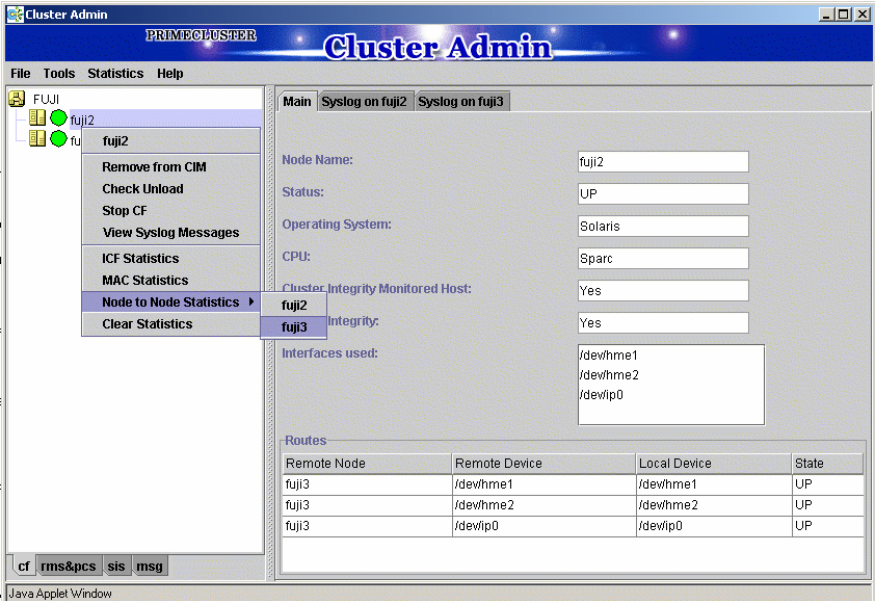 Cluster Admin
PRIMECLUSTER
Cluster Admin
File Tools Statistics Help
FUJI
fuji2
fu
fuji2
Remove from CIM
Check Unload
Stop CF
View Syslog Messages
ICF Statistics
MAC Statistics
Node to Node Statistics
Clear Statistics
fuji2
fuji3
cf rms&pcs sis msg
Main Syslog on fuji2 Syslog on fuji3
Node Name: fuji2
Status: UP
Operating System: Solaris
CPU: Sparc
Cluster Integrity Monitored Host: Yes
Integrity: Yes
Interfaces used: /dev/hme1
/dev/hme2
/dev/ip0
Routes
Remote Node Remote Device Local Device State
fuji3 /dev/hme1 /dev/hme1 UP
fuji3 /dev/hme2 /dev/hme2 UP
fuji3 /dev/ip0 /dev/ip0 UP
Java Applet Window